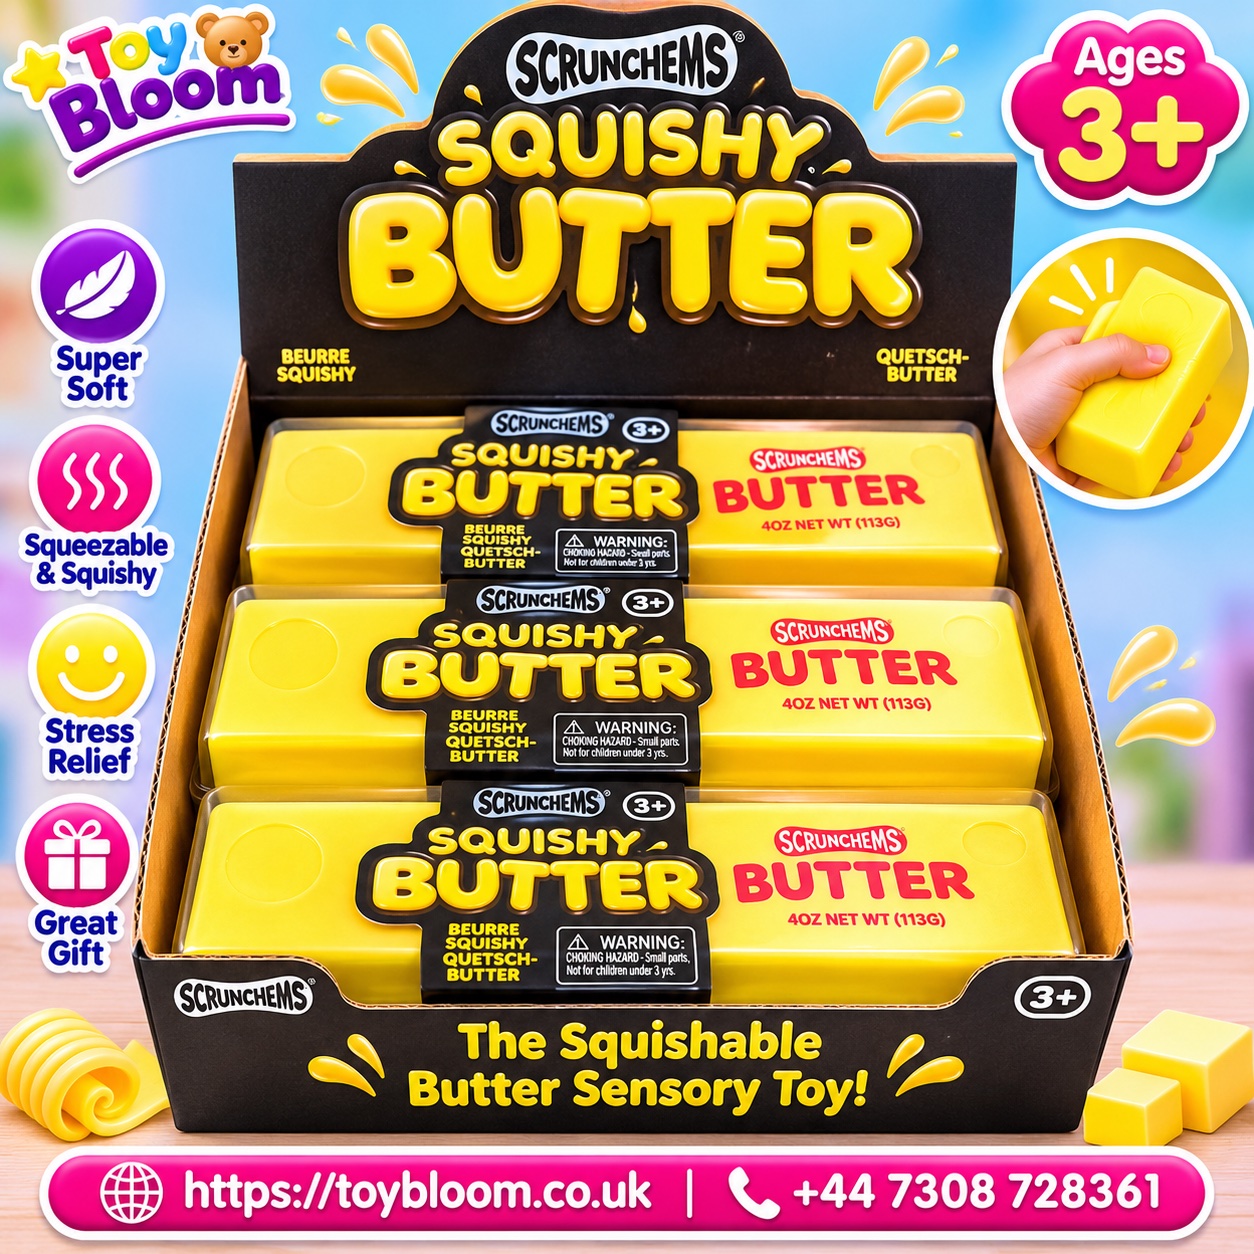 Toy
Bloom
SCRUNCHEMS®
SQUISHY
BUTTER
BEURRE
SQUISHY
QUETSCH-
BUTTER
Ages
3+
Super
Soft
Squeezable
& Squishy
Stress
Relief
Great
Gift
SCRUNCHEMS® 3+
SQUISHY
BUTTER
BEURRE
SQUISHY
QUETSCH-
BUTTER
⚠ WARNING:
CHOKING HAZARD - Small parts.
Not for children under 3 yrs.
SCRUNCHEMS
BUTTER
4OZ NET WT (113G)
SCRUNCHEMS® 3+
SQUISHY
BUTTER
BEURRE
SQUISHY
QUETSCH-
BUTTER
⚠ WARNING:
CHOKING HAZARD - Small parts.
Not for children under 3 yrs.
SCRUNCHEMS
BUTTER
4OZ NET WT (113G)
SCRUNCHEMS® 3+
SQUISHY
BUTTER
BEURRE
SQUISHY
QUETSCH-
BUTTER
⚠ WARNING:
CHOKING HAZARD - Small parts,
Not for children under 3 yrs.
SCRUNCHEMS
BUTTER
4OZ NET WT (113G)
SCRUNCHEMS®
3+
The Squishable
Butter Sensory Toy!
https://toybloom.co.uk | +44 7308 728361